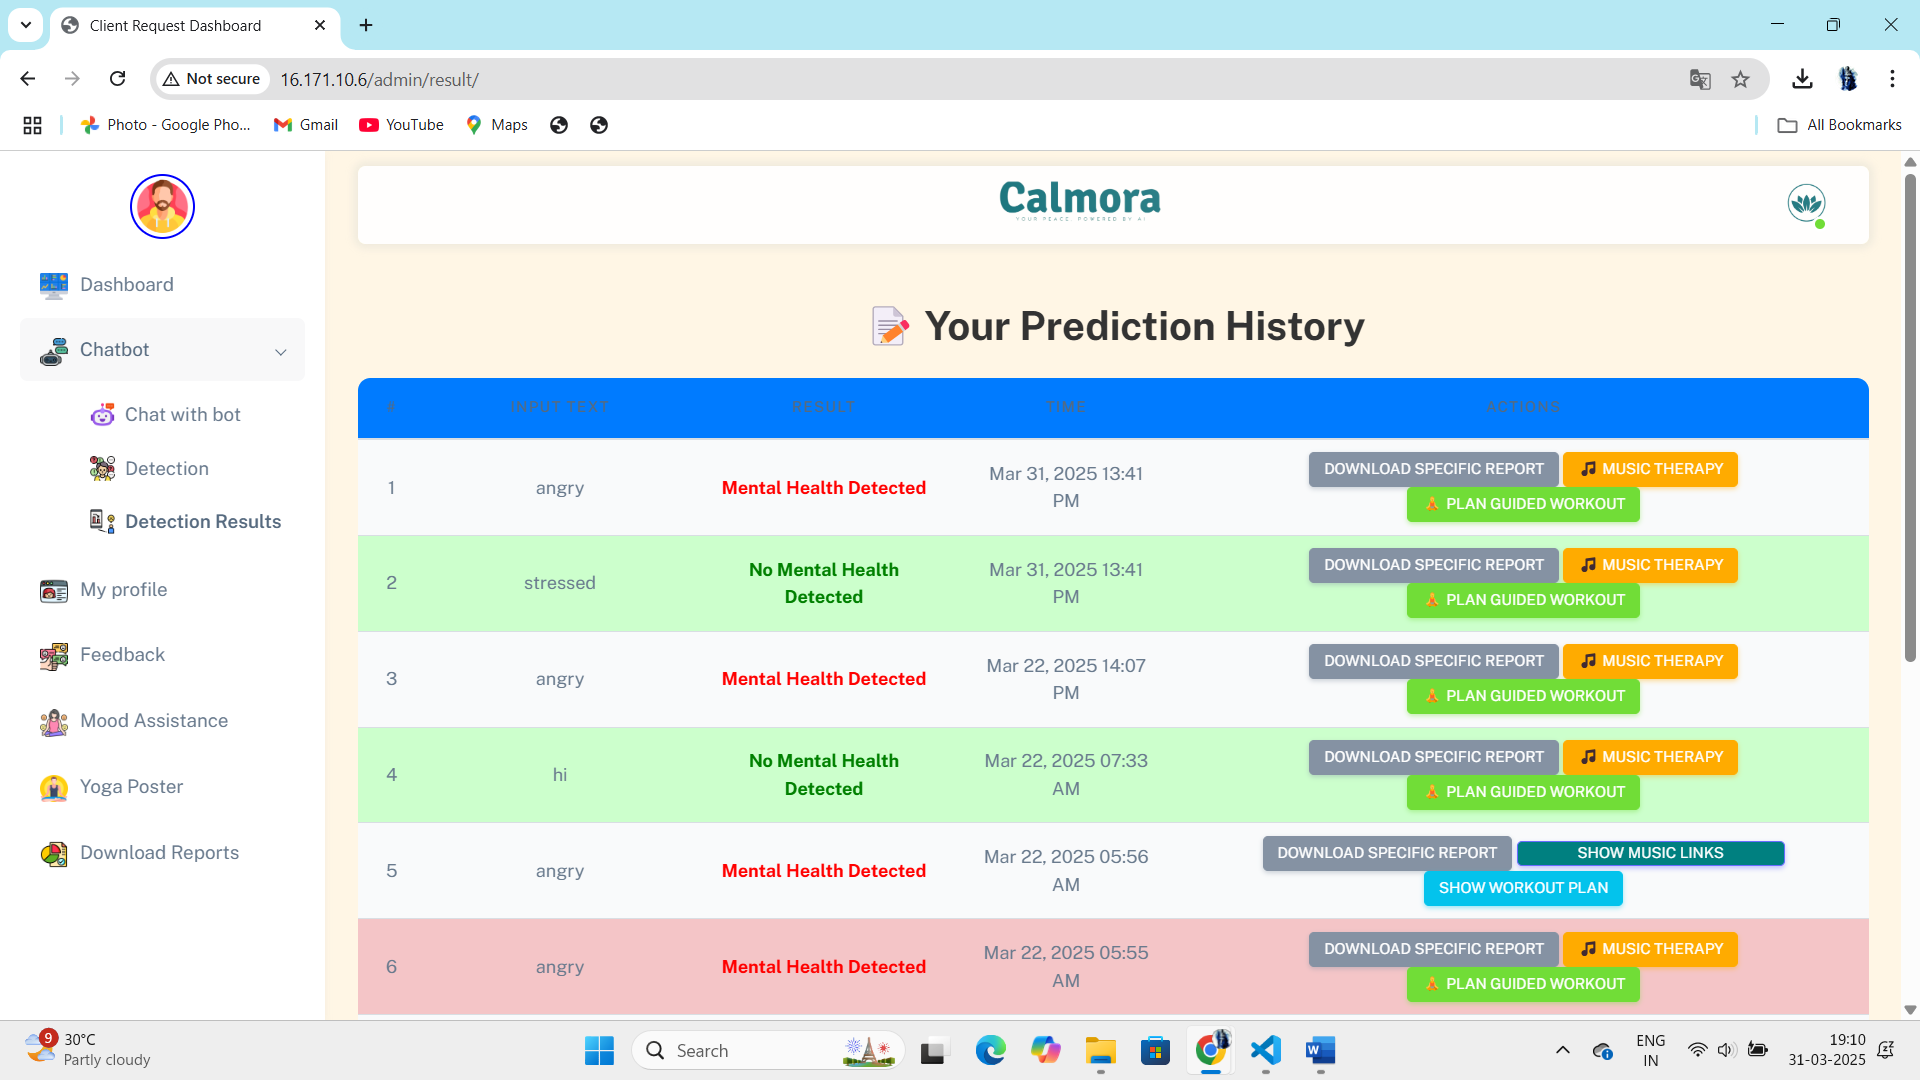 Client Request Dashboard
Not secure
16.171.10.6/admin/result/
Photo - Google Pho...
Gmail
YouTube
Maps
All Bookmarks
Calmora
YOUR PEACE, POWERED BY AI
Dashboard
Chatbot
Chat with bot
Detection
Detection Results
My profile
Feedback
Mood Assistance
Yoga Poster
Download Reports
Your Prediction History
# INPUT TEXT RESULT TIME ACTIONS
1 angry Mental Health Detected Mar 31, 2025 13:41 PM DOWNLOAD SPECIFIC REPORT MUSIC THERAPY
PLAN GUIDED WORKOUT
2 stressed No Mental Health Detected Mar 31, 2025 13:41 PM DOWNLOAD SPECIFIC REPORT MUSIC THERAPY
PLAN GUIDED WORKOUT
3 angry Mental Health Detected Mar 22, 2025 14:07 PM DOWNLOAD SPECIFIC REPORT MUSIC THERAPY
PLAN GUIDED WORKOUT
4 hi No Mental Health Detected Mar 22, 2025 07:33 AM DOWNLOAD SPECIFIC REPORT MUSIC THERAPY
PLAN GUIDED WORKOUT
5 angry Mental Health Detected Mar 22, 2025 05:56 AM DOWNLOAD SPECIFIC REPORT SHOW MUSIC LINKS
SHOW WORKOUT PLAN
6 angry Mental Health Detected Mar 22, 2025 05:55 AM DOWNLOAD SPECIFIC REPORT MUSIC THERAPY
PLAN GUIDED WORKOUT
9
30°C
Partly cloudy
Search
ENG
IN
19:10
31-03-2025